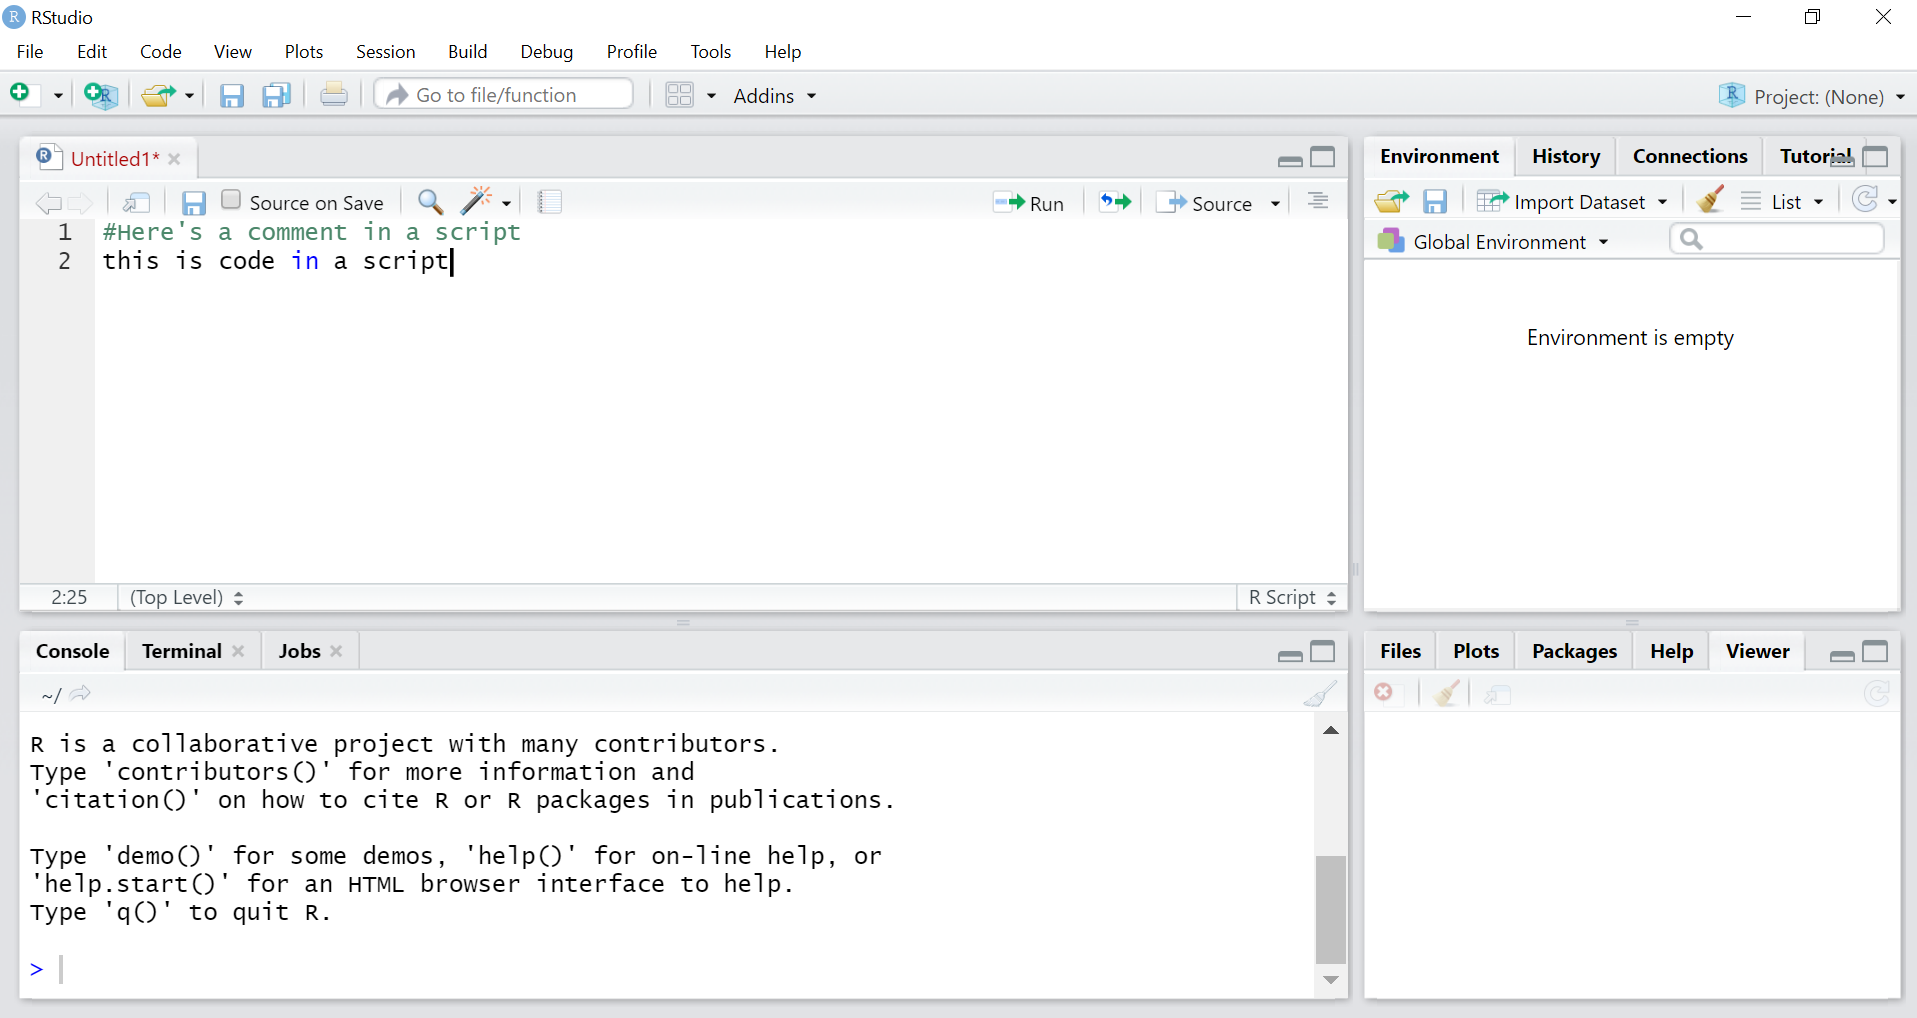 RStudio
File Edit Code View Plots Session Build Debug Profile Tools Help
Go to file/function Addins Project: (None)
Untitled1*
Source on Save Run Source
1 #Here's a comment in a script
2 this is code in a script
2:25 (Top Level) R Script
Environment History Connections Tutorial
Import Dataset List
Global Environment
Environment is empty
Console Terminal Jobs
~/
R is a collaborative project with many contributors.
Type 'contributors()' for more information and
'citation()' on how to cite R or R packages in publications.
Type 'demo()' for some demos, 'help()' for on-line help, or
'help.start()' for an HTML browser interface to help.
Type 'q()' to quit R.
>
Files Plots Packages Help Viewer